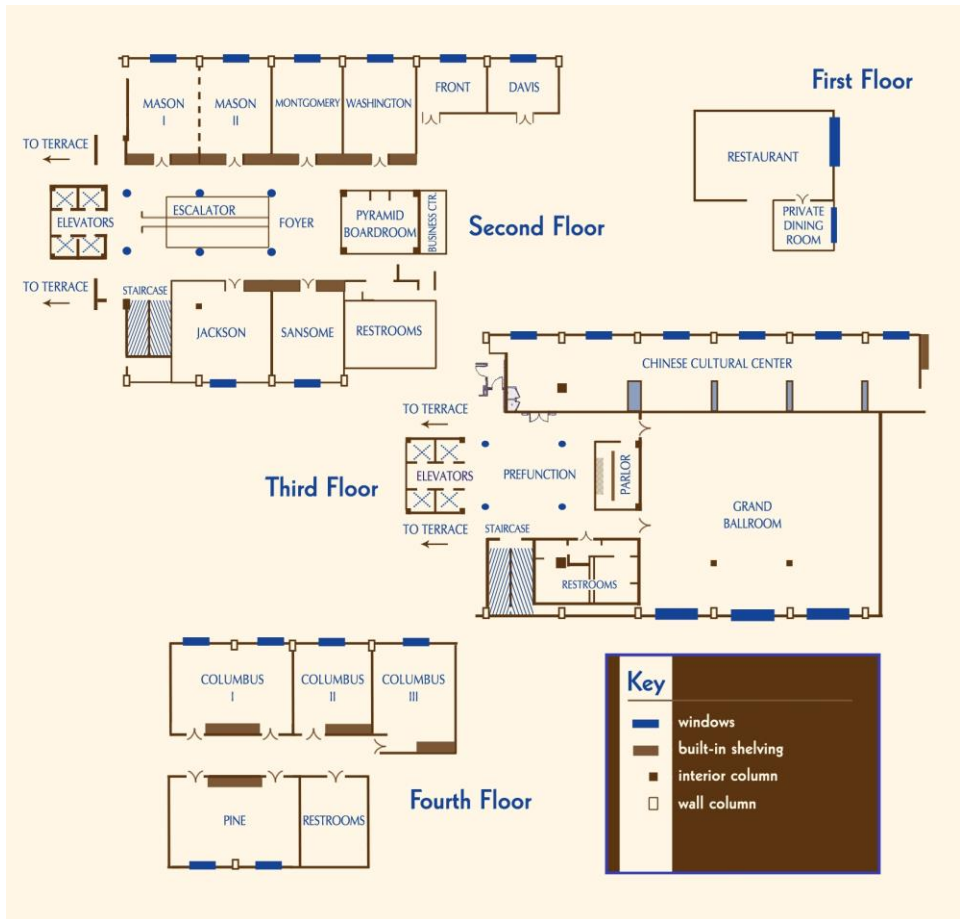 First Floor
RESTAURANT
PRIVATE
DINING
ROOM
MASON
I
MASON
II
MONTGOMERY
WASHINGTON
FRONT
DAVIS
TO TERRACE
ELEVATORS
ESCALATOR
FOYER
PYRAMID
BOARDROOM
BUSINESS CTR.
Second Floor
TO TERRACE
STAIRCASE
JACKSON
SANSOME
RESTROOMS
CHINESE CULTURAL CENTER
TO TERRACE
Third Floor
ELEVATORS
PREFUNCTION
PARLOR
GRAND
BALLROOM
TO TERRACE
STAIRCASE
RESTROOMS
COLUMBUS
I
COLUMBUS
II
COLUMBUS
III
Fourth Floor
PINE
RESTROOMS
Key
windows
built-in shelving
interior column
wall column